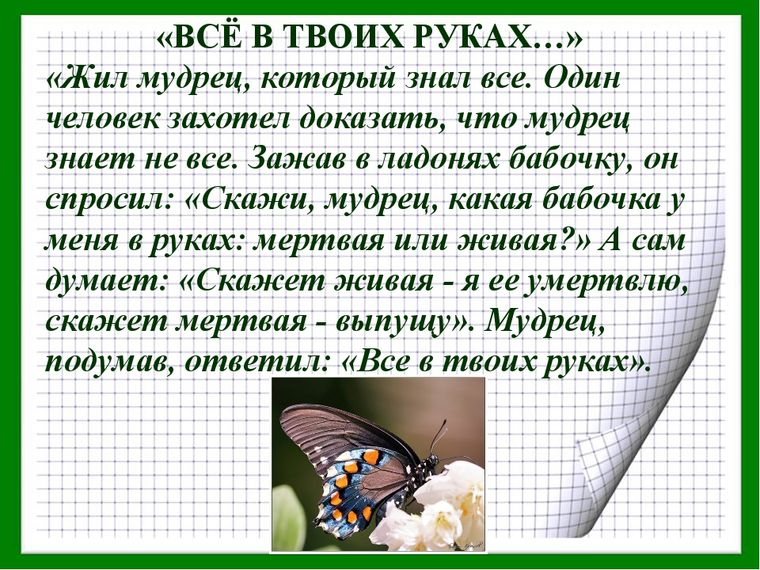 «ВСЁ В ТВОИХ РУКАХ…»
«Жил мудрец, который знал все. Один
человек захотел доказать, что мудрец
знает не все. Зажав в ладонях бабочку, он
спросил: «Скажи, мудрец, какая бабочка у
меня в руках: мертвая или живая?» А сам
думает: «Скажет живая - я ее умертвлю,
скажет мертвая - выпущу». Мудрец,
подумав, ответил: «Все в твоих руках».